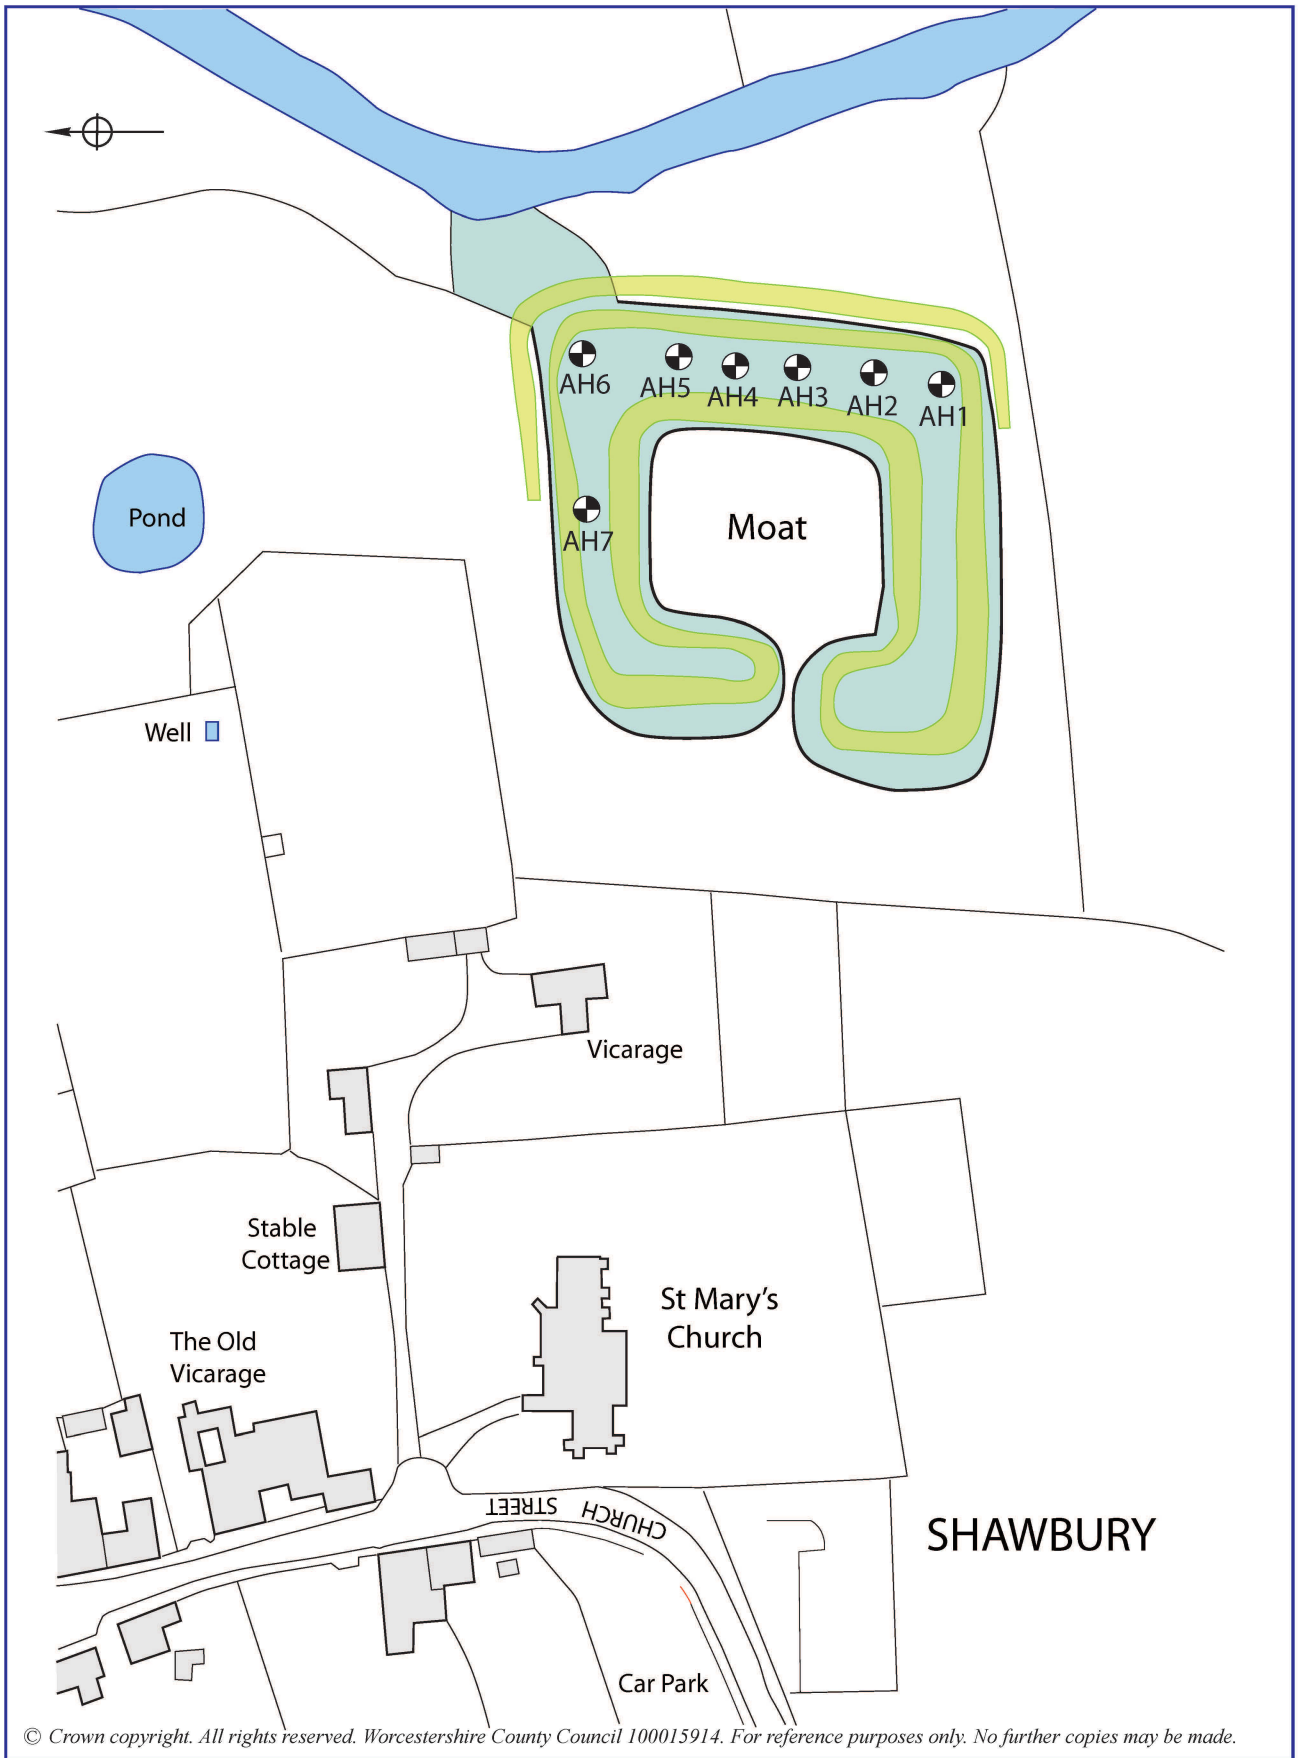 AH6
AH5
AH4
AH3
AH2
AH1
Pond
Moat
AH7
Well
Vicarage
Stable
Cottage
St Mary's
Church
The Old
Vicarage
CHURCH STREET
SHAWBURY
Car Park
© Crown copyright. All rights reserved. Worcestershire County Council 100015914. For reference purposes only. No further copies may be made.